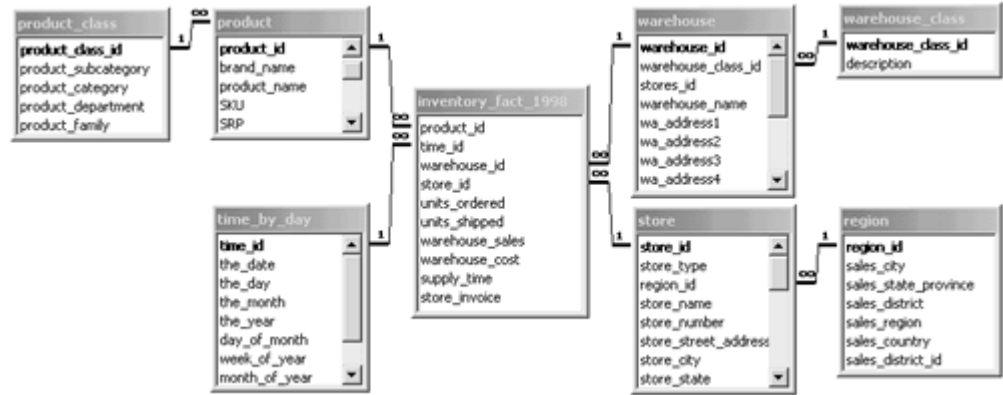 product_class
product_class_id
product_subcategory
product_category
product_department
product_family
1
∞
product
product_id
brand_name
product_name
SKU
SRP
1
∞
inventory_fact_1998
product_id
time_id
warehouse_id
store_id
units_ordered
units_shipped
warehouse_sales
warehouse_cost
supply_time
store_invoice
∞
1
time_by_day
time_id
the_date
the_day
the_month
the_year
day_of_month
week_of_year
month_of_year
∞
1
warehouse
warehouse_id
warehouse_class_id
stores_id
warehouse_name
wa_address1
wa_address2
wa_address3
wa_address4
∞
1
warehouse_class
warehouse_class_id
description
∞
1
store
store_id
store_type
region_id
store_name
store_number
store_street_address
store_city
store_state
∞
1
region
region_id
sales_city
sales_state_province
sales_district
sales_region
sales_country
sales_district_id